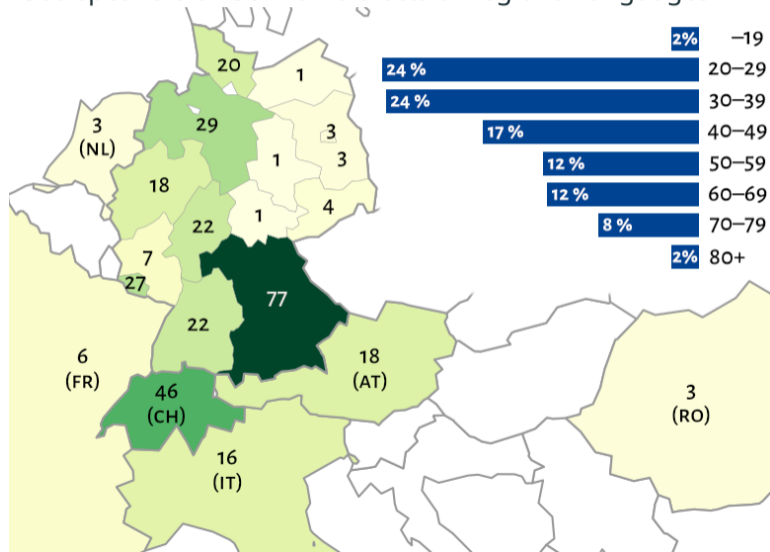 20
1
3
(NL)
29
3
3
1
18
4
1
22
7
27
77
22
18
(AT)
6
(FR)
46
(CH)
3
(RO)
16
(IT)
2% –19
24 % 20–29
24 % 30–39
17 % 40–49
12 % 50–59
12 % 60–69
8 % 70–79
2% 80+